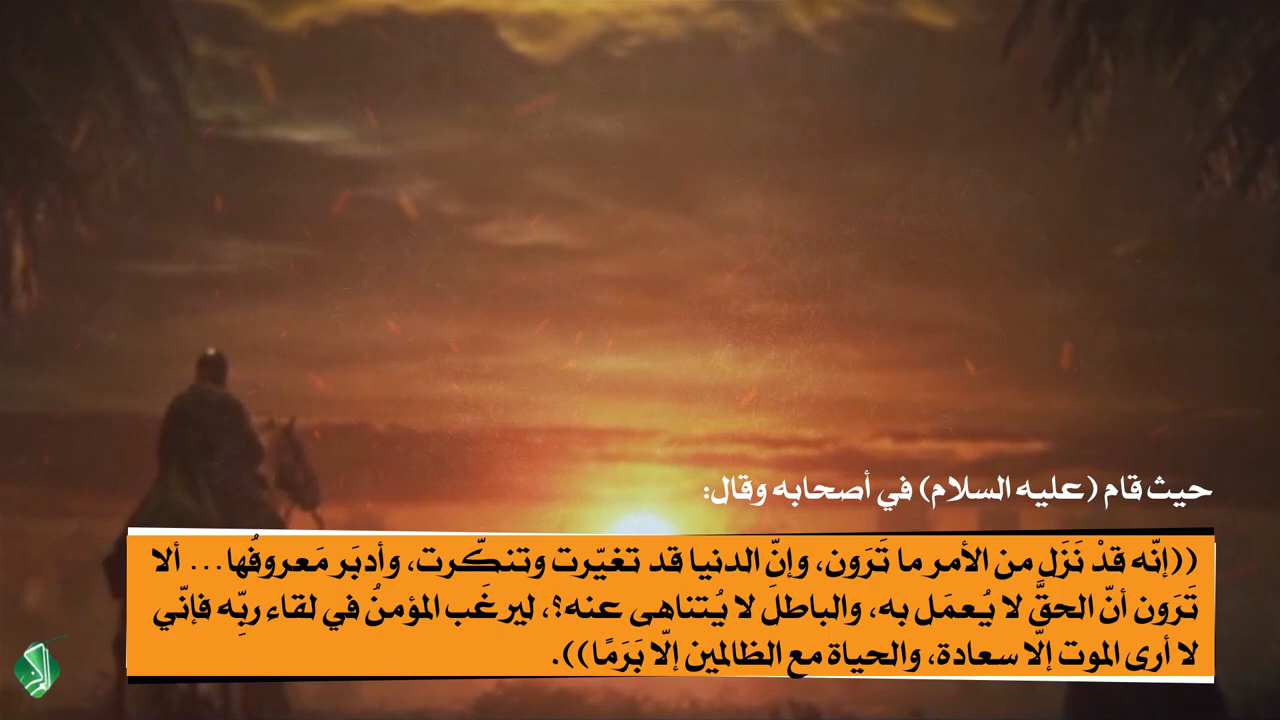 حيث قام (عليه السلام) في أصحابه وقال:
((إنّه قدْ نَزَل من الأمر ما تَرَون، وإنّ الدنيا قد تغيّرت وتنكّرت، وأدبَر مَعروفُها... ألا
تَرَون أنّ الحقَّ لا يُعمَل به، والباطلَ لا يُتناهى عنه؟، ليرغَب المؤمنُ في لقاء ربِّه فإنّي
لا أرى الموت إلّا سعادة، والحياة مع الظالمين إلّا بَرَمًا)).